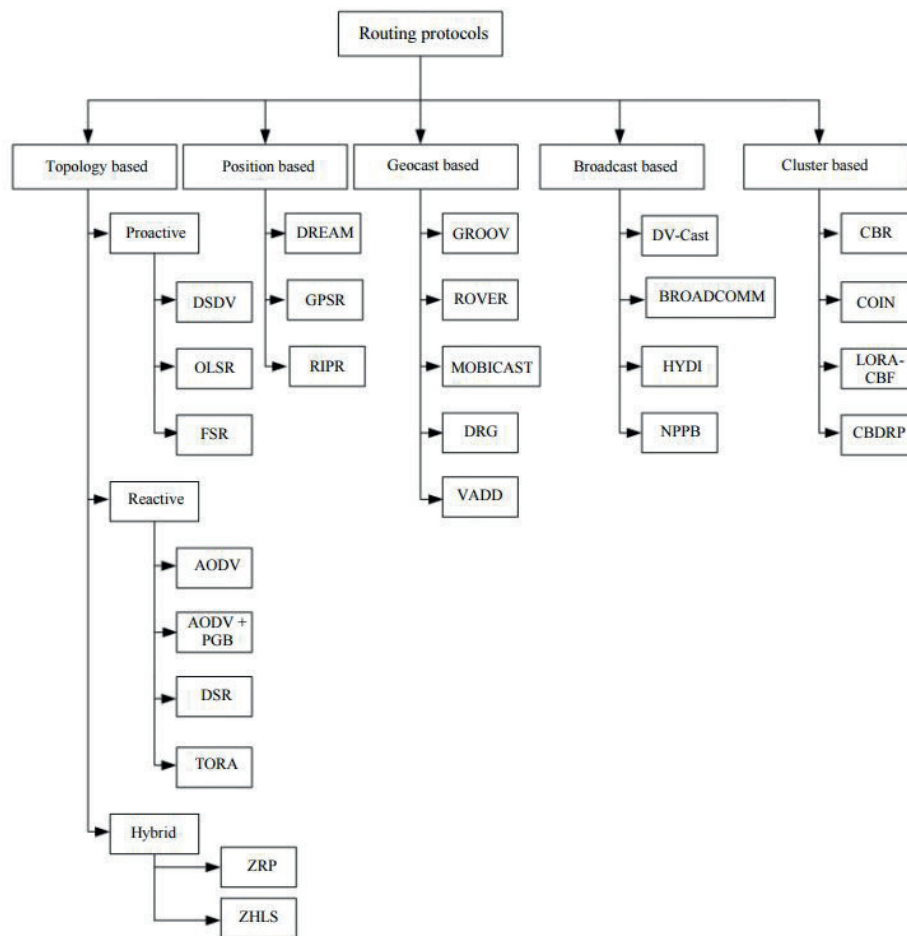 Routing protocols
Topology based
Position based
Geocast based
Broadcast based
Cluster based
Proactive
DSDV
OLSR
FSR
Reactive
AODV
AODV +
PGB
DSR
TORA
Hybrid
ZRP
ZHLS
DREAM
GPSR
RIPR
GROOV
ROVER
MOBICAST
DRG
VADD
DV-Cast
BROADCOMM
HYDI
NPPB
CBR
COIN
LORA-
CBF
CBDRP